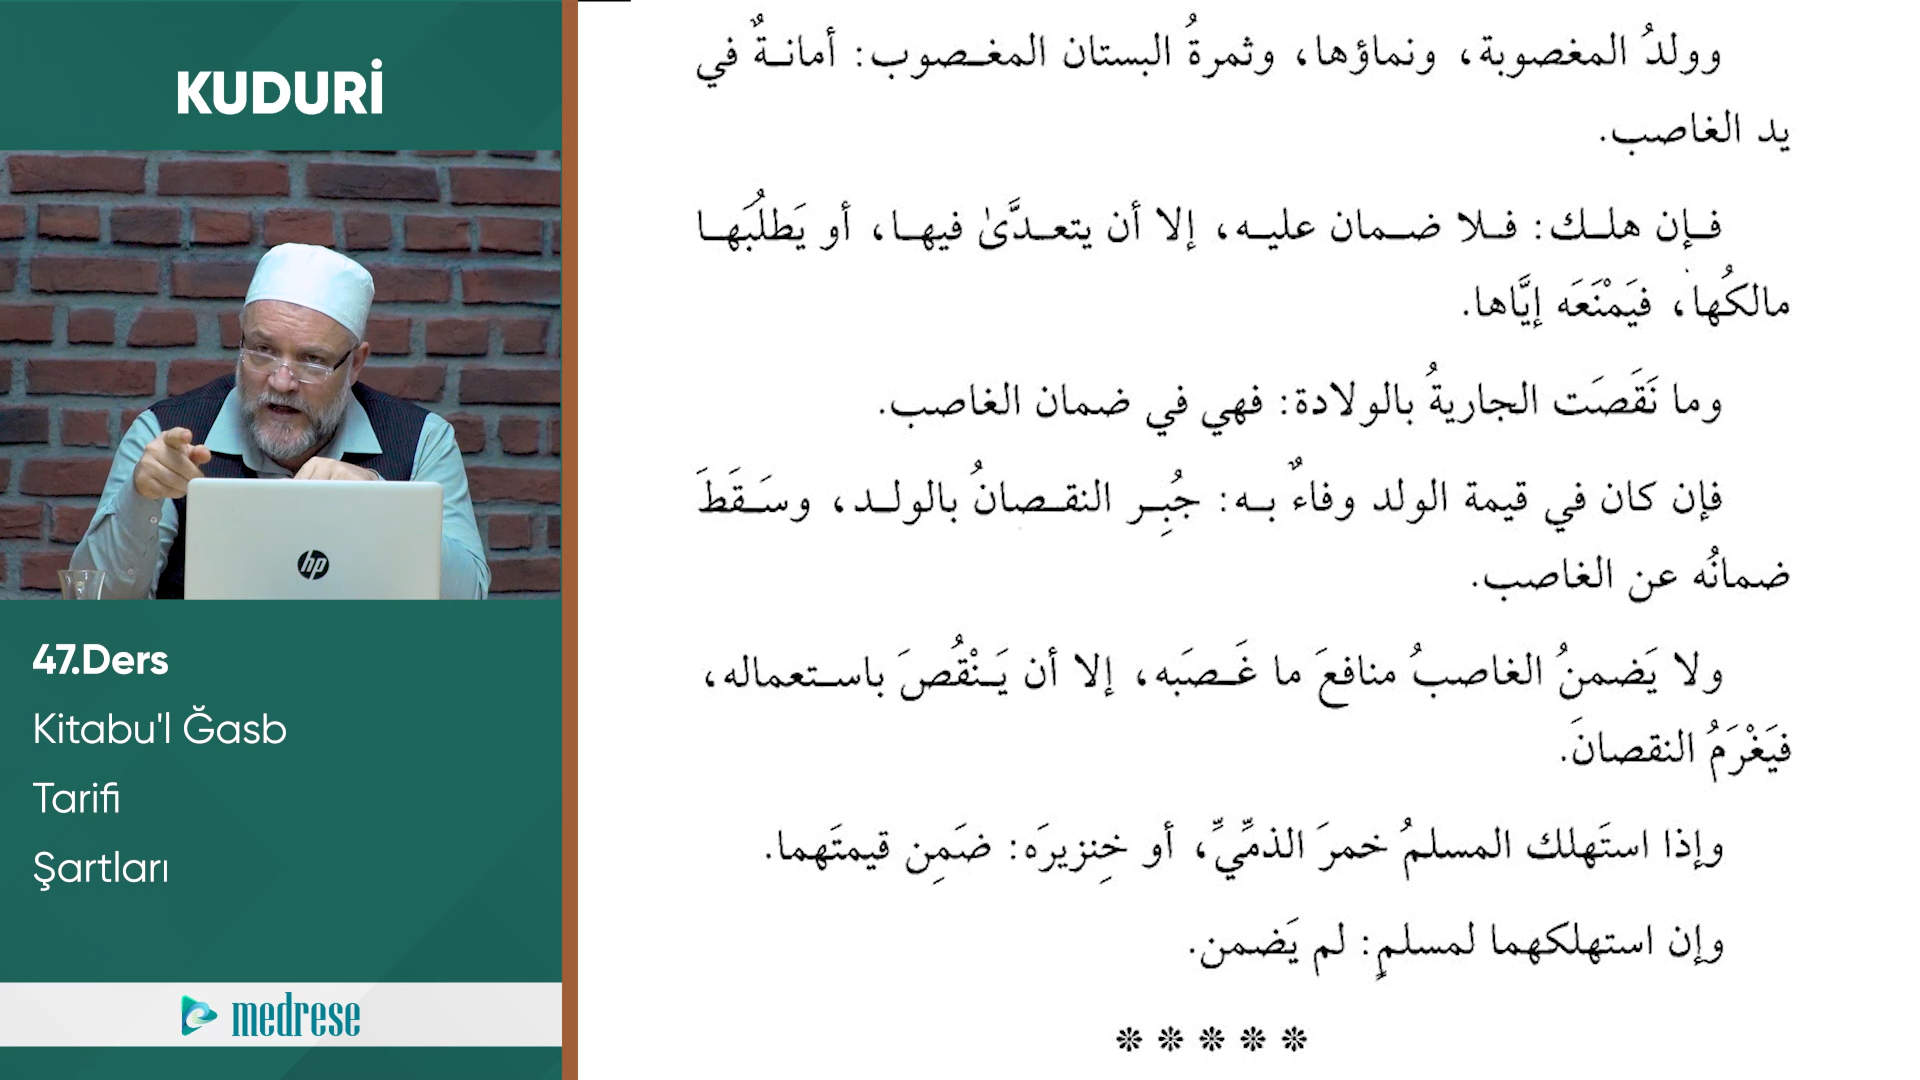 KUDURİ
hp
47.Ders
Kitabu'l Ğasb
Tarifi
Şartları
medrese
وولدُ المغصوبة، ونماؤها، وثمرةُ البستان المغـصوب: أمانـةٌ في
يد الغاصب.
فـإن هلـك: فـلا ضـمان عليـه، إلا أن يتعـدَّىٰ فيهـا، أو يَطلُبَهـا
مالكُها، فيَمْنَعَه إيَّاها.
وما نَقَصَت الجاريةُ بالولادة: فهي في ضمان الغاصب.
فإن كان في قيمة الولد وفاءٌ بـه: جُبِـر النقـصانُ بالولـد، وسَـقَطَ
ضمانُه عن الغاصب.
ولا يَضمنُ الغاصبُ منافعَ ما غَـصَبَه، إلا أن يَـنْقُصَ باسـتعماله،
فيَغْرَمُ النقصانَ.
وإذا استَهلك المسلمُ خمرَ الذمِّيِّ، أو خِنزيرَه: ضَمِن قيمتَهما.
وإن استهلكهما لمسلمٍ: لم يَضمن.